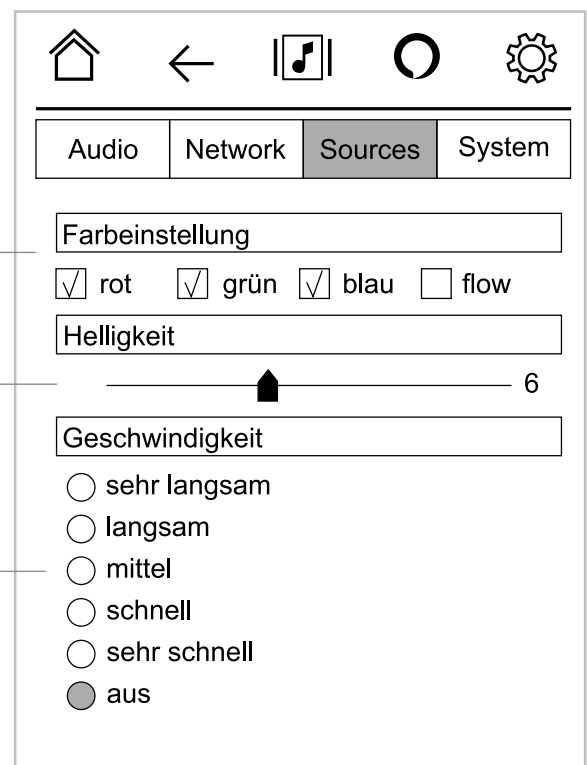 Audio Network Sources System
Farbeinstellung
rot grün blau flow
Helligkeit
6
Geschwindigkeit
sehr langsam
langsam
mittel
schnell
sehr schnell
aus